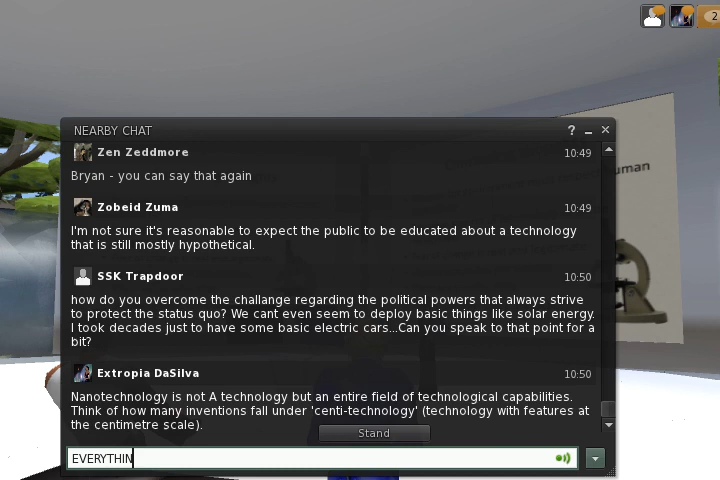 2
NEARBY CHAT
?
Zen Zeddmore 10:49
Bryan - you can say that again
Zobeid Zuma 10:49
I'm not sure it's reasonable to expect the public to be educated about a technology
that is still mostly hypothetical.
SSK Trapdoor 10:50
how do you overcome the challange regarding the political powers that always strive
to protect the status quo? We cant even seem to deploy basic things like solar energy.
I took decades just to have some basic electric cars...Can you speak to that point for a
bit?
Extropia DaSilva 10:50
Nanotechnology is not A technology but an entire field of technological capabilities.
Think of how many inventions fall under 'centi-technology' (technology with features at
the centimetre scale).
Stand
EVERYTHIN
uman